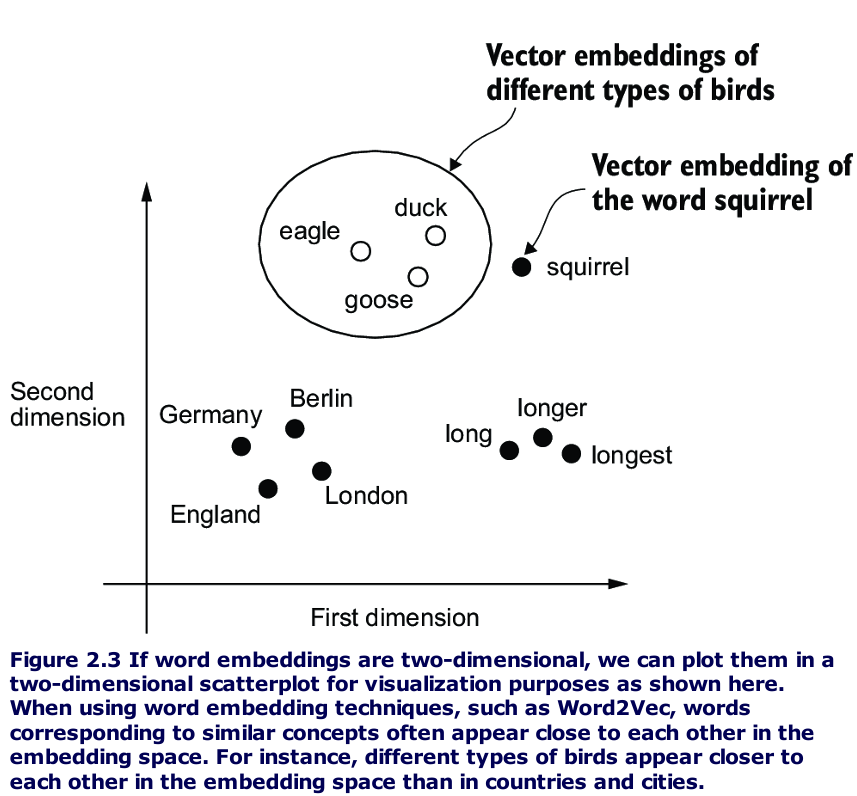 Vector embeddings of
different types of birds
Vector embedding of
the word squirrel
duck
eagle
goose
squirrel
Second
dimension
Germany
Berlin
England
London
long
longer
longest
First dimension
Figure 2.3 If word embeddings are two-dimensional, we can plot them in a
two-dimensional scatterplot for visualization purposes as shown here.
When using word embedding techniques, such as Word2Vec, words
corresponding to similar concepts often appear close to each other in the
embedding space. For instance, different types of birds appear closer to
each other in the embedding space than in countries and cities.